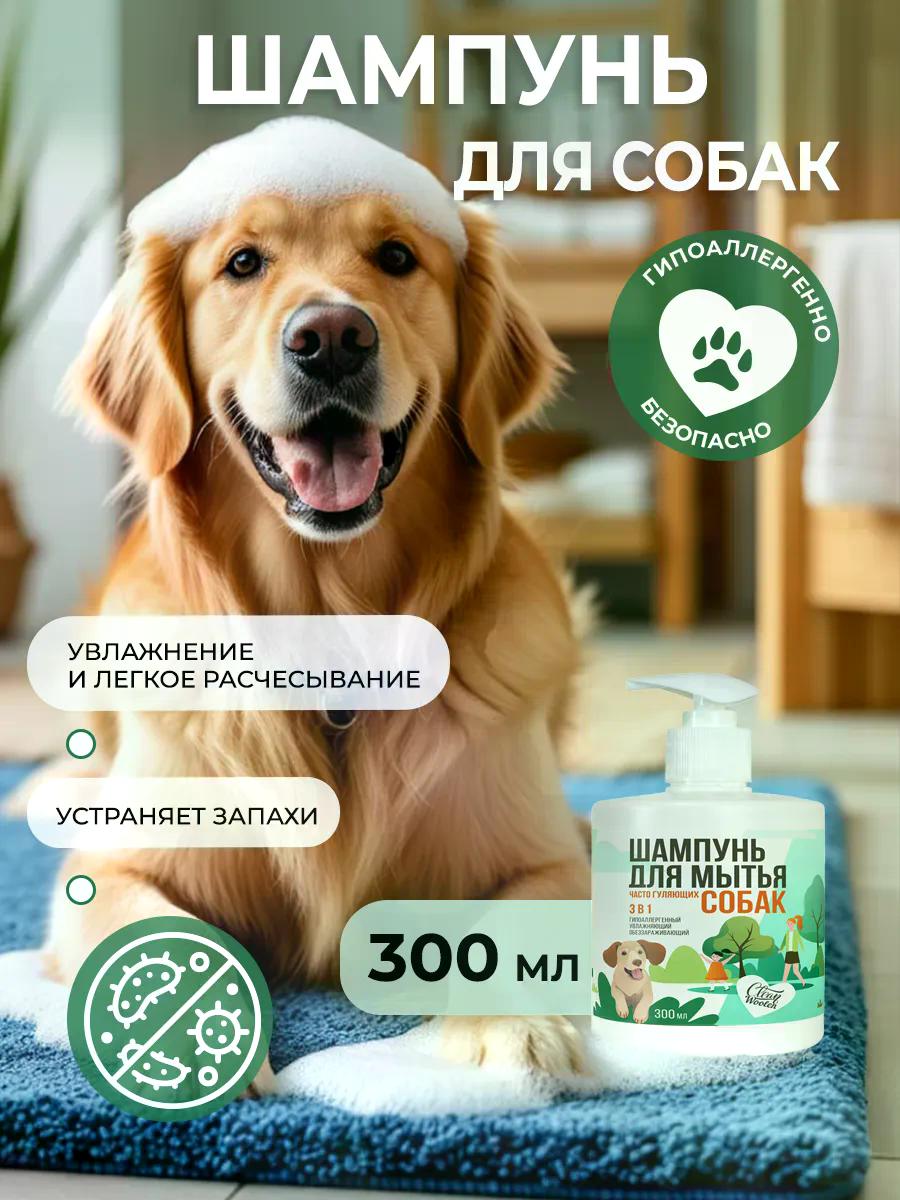 ШАМПУНЬ
ДЛЯ СОБАК
ГИПОАЛЛЕРГЕННО
БЕЗОПАСНО
УВЛАЖНЕНИЕ
И ЛЕГКОЕ РАСЧЕСЫВАНИЕ
УСТРАНЯЕТ ЗАПАХИ
300 МЛ
ШАМПУНЬ
ДЛЯ МЫТЬЯ
ЧАСТО ГУЛЯЮЩИХ СОБАК
3 В 1
ГИПОАЛЛЕРГЕННЫЙ
УВЛАЖНЯЮЩИЙ
ОБЕЗЗАРАЖИВАЮЩИЙ
300 МЛ